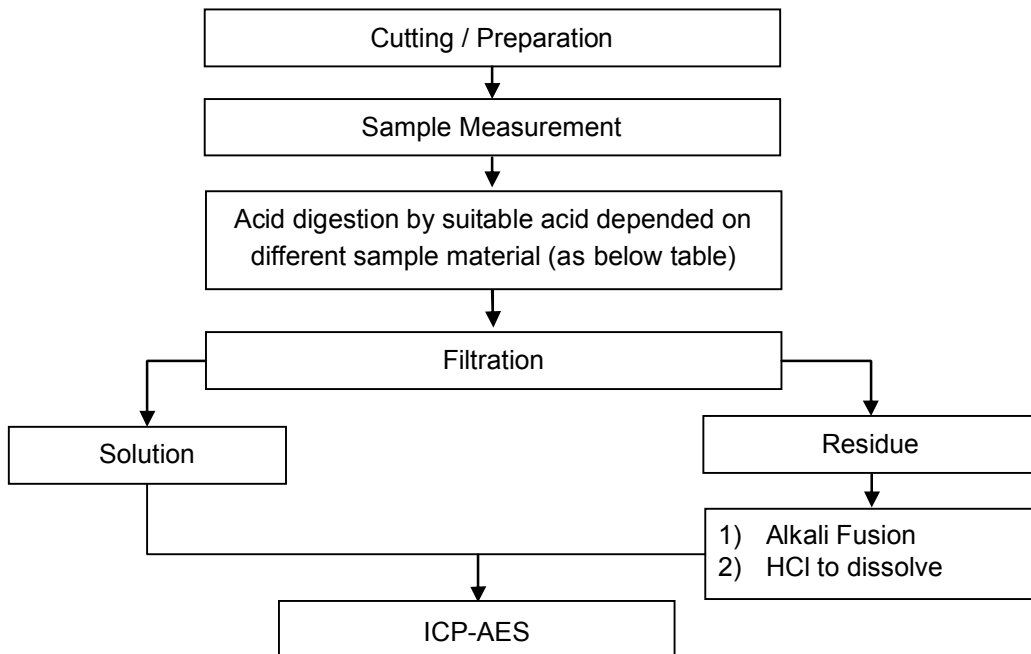 Cutting / Preparation
Sample Measurement
Acid digestion by suitable acid depended on
different sample material (as below table)
Filtration
Solution
Residue
1) Alkali Fusion
2) HCl to dissolve
ICP-AES